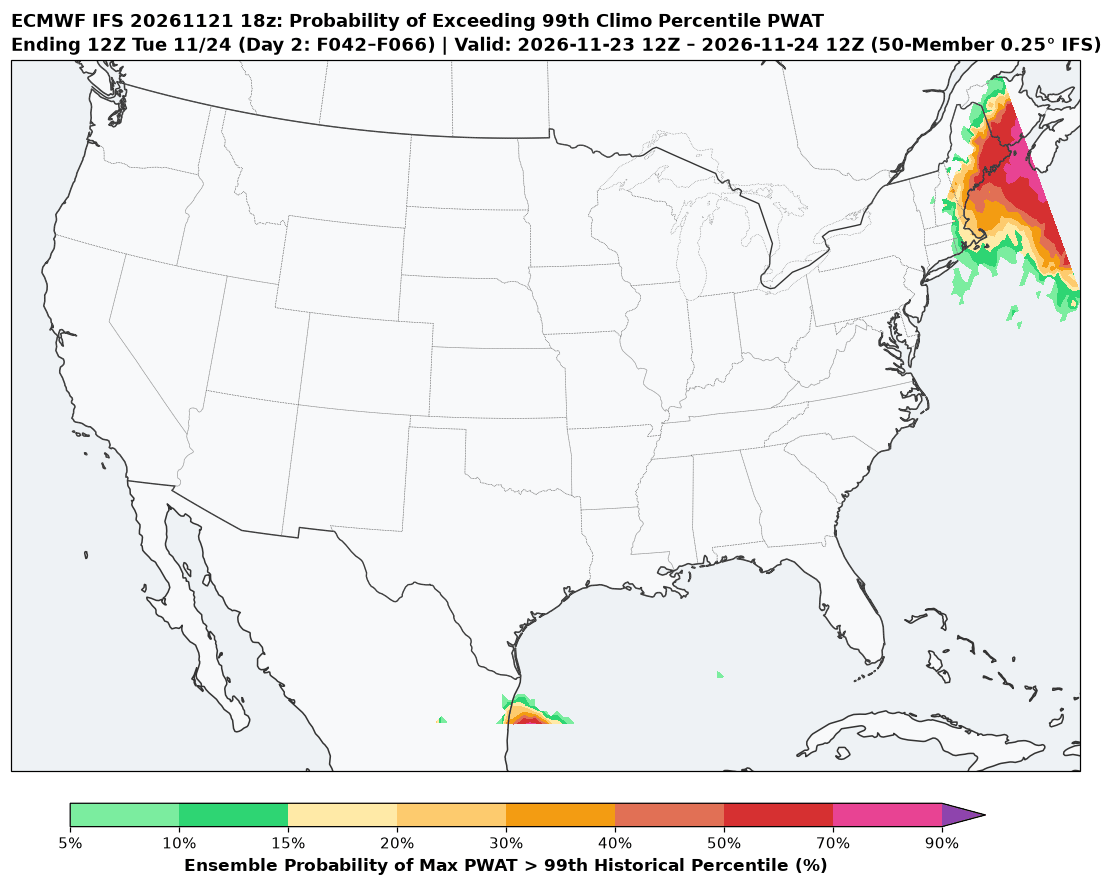 ECMWF IFS 20261121 18z: Probability of Exceeding 99th Climo Percentile PWAT
Ending 12Z Tue 11/24 (Day 2: F042–F066) | Valid: 2026-11-23 12Z – 2026-11-24 12Z (50-Member 0.25° IFS)
5% 10% 15% 20% 30% 40% 50% 70% 90%
Ensemble Probability of Max PWAT > 99th Historical Percentile (%)